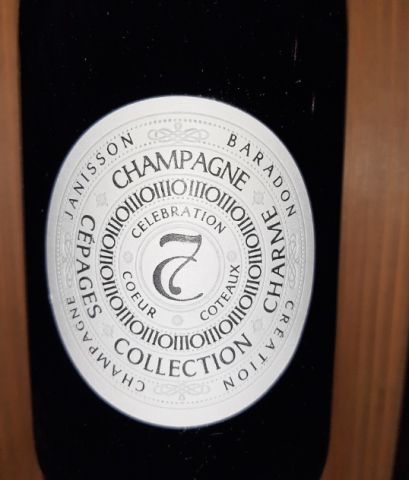 JANISSON BARADON
CRÉATION
CHAMPAGNE
CHAMPAGNE
CHARME
COLLECTION
CÉPAGES
CELEBRATION
COTEAUX
COEUR
7